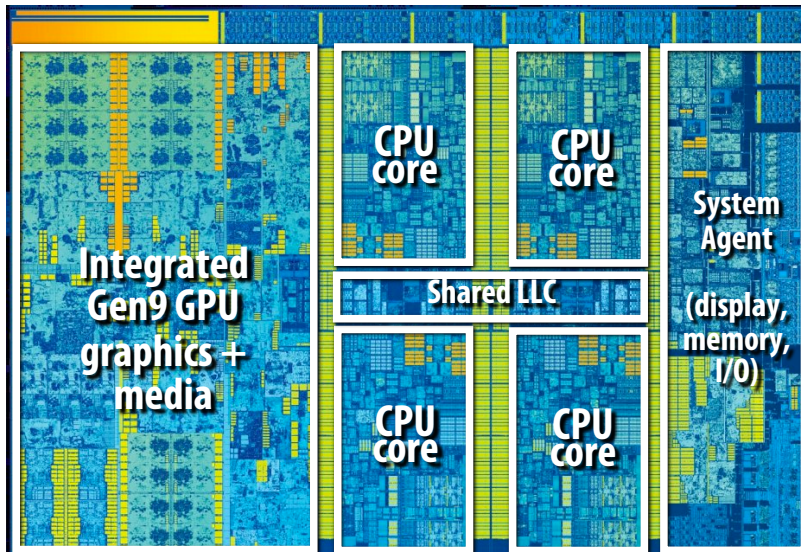 CPU
core
CPU
core
Integrated
Gen9 GPU
graphics +
media
System
Agent
(display,
memory,
I/O)
Shared LLC
CPU
core
CPU
core